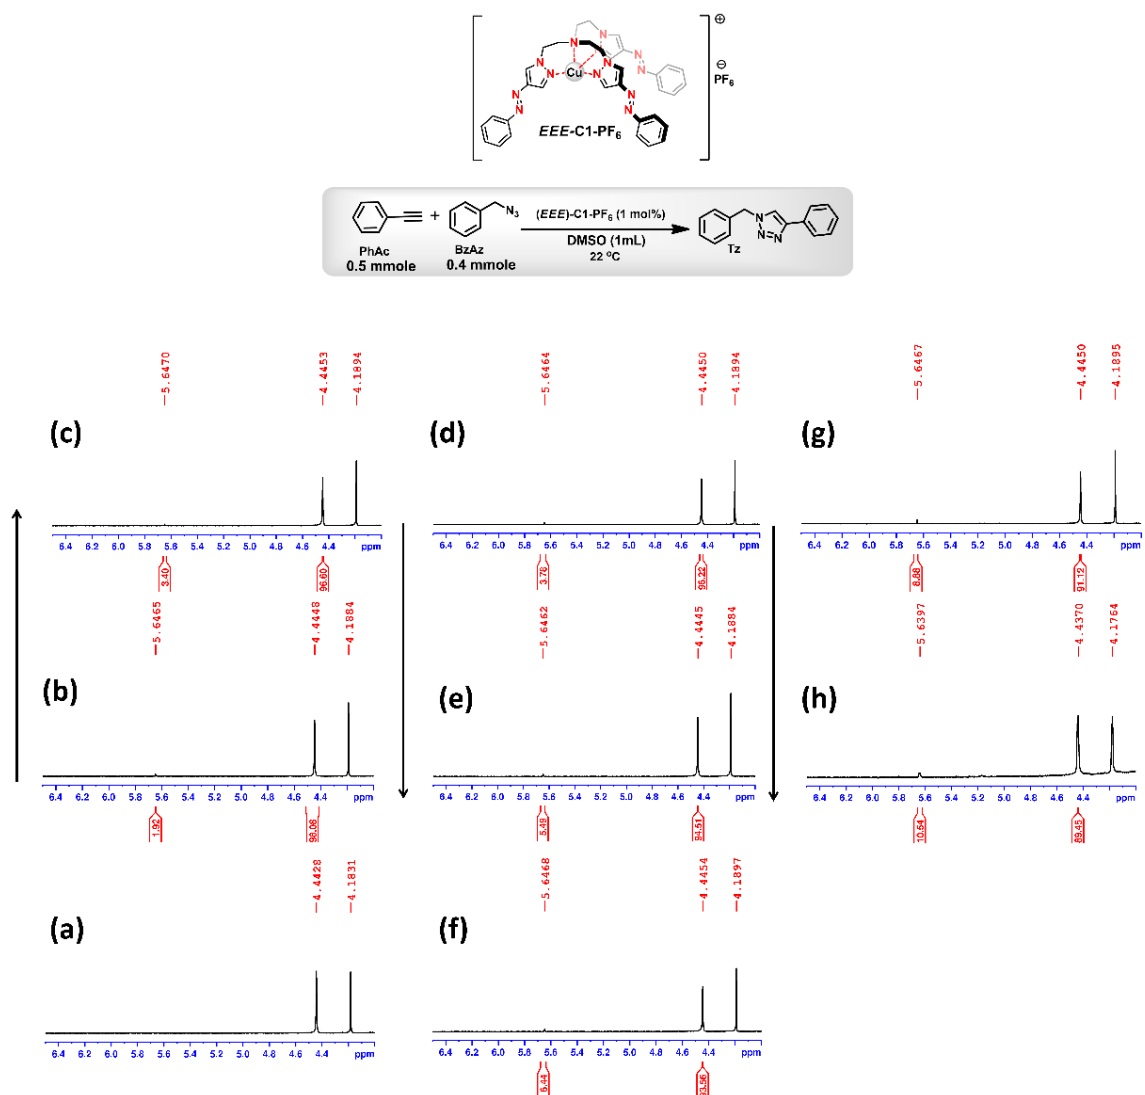 ⊕
⊖
PF6
N
N
N
N
N
N
Cu
N
N
N
N
N
N
N
EEE-C1-PF6
+
N3
(EEE)-C1-PF6 (1 mol%)
DMSO (1mL)
22 °C
PhAc
0.5 mmole
BzAz
0.4 mmole
N
N
N
Tz
5.6470
4.4453
4.1894
(c)
6.4 6.2 6.0 5.8 5.6 5.4 5.2 5.0 4.8 4.6 4.4 ppm
3.40
96.60
5.6464
4.4450
4.1894
(d)
6.4 6.2 6.0 5.8 5.6 5.4 5.2 5.0 4.8 4.6 4.4 ppm
3.78
96.22
5.6467
4.4450
4.1895
(g)
6.4 6.2 6.0 5.8 5.6 5.4 5.2 5.0 4.8 4.6 4.4 ppm
8.88
91.12
5.6465
4.4448
4.1884
(b)
6.4 6.2 6.0 5.8 5.6 5.4 5.2 5.0 4.8 4.6 4.4 ppm
1.92
98.08
5.6462
4.4445
4.1884
(e)
6.4 6.2 6.0 5.8 5.6 5.4 5.2 5.0 4.8 4.6 4.4 ppm
5.49
94.51
5.6397
4.4370
4.1764
(h)
6.4 6.2 6.0 5.8 5.6 5.4 5.2 5.0 4.8 4.6 4.4 ppm
10.54
89.45
4.4428
4.1831
(a)
6.4 6.2 6.0 5.8 5.6 5.4 5.2 5.0 4.8 4.6 4.4 ppm
5.6468
4.4454
4.1897
(f)
6.4 6.2 6.0 5.8 5.6 5.4 5.2 5.0 4.8 4.6 4.4 ppm
6.44
93.56